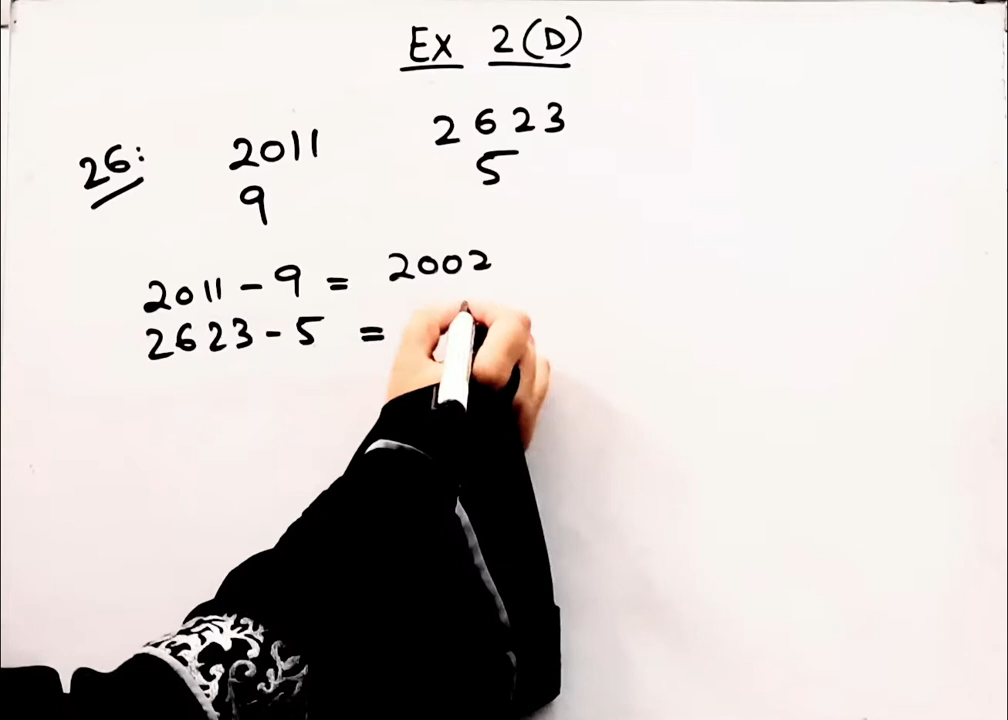 Ex 2(D)
26: 2011 2623
9 5
2011 - 9 = 2002
2623 - 5 =